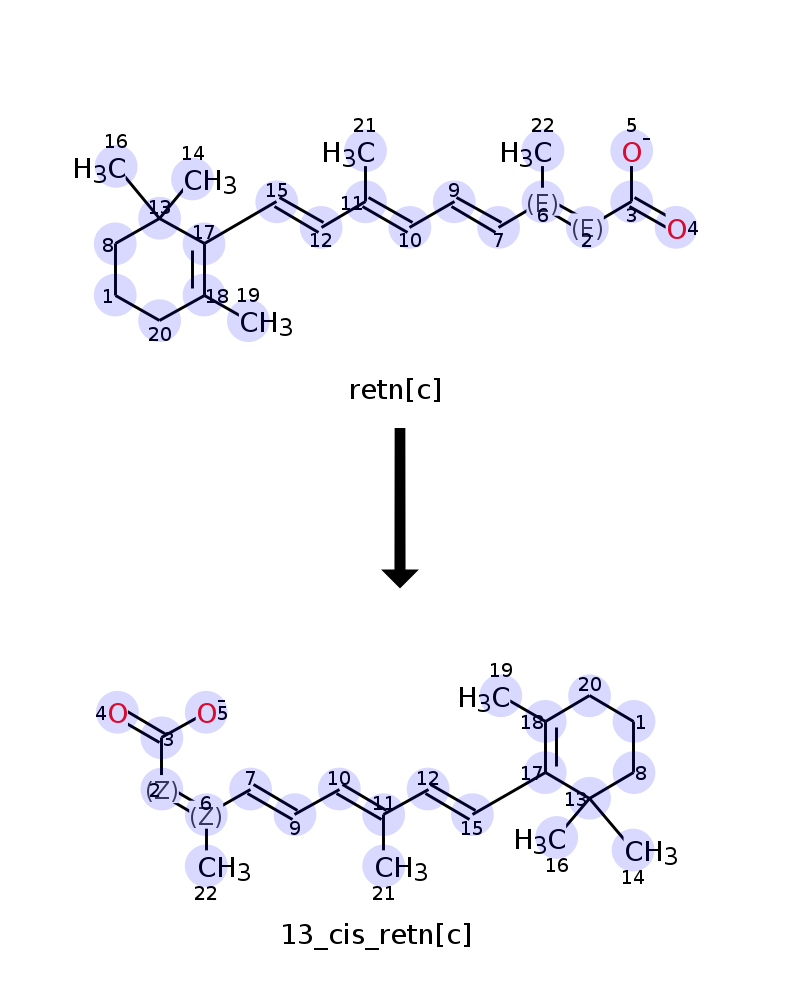 21 22 5
16 14 H₃C H₃C O⁻
H₃C CH₃ 15 9 (E) (E)
13 11 6 3
8 17 12 10 7 2 O4
1 18 19
20 CH₃
retn[c]
19 20
H₃C
4O O⁻5 18 1
3
2 (Z) 7 10 12 17 8
6 (Z) 11 13
9 15 H₃C CH₃
CH₃ CH₃ 16 14
22 21
13_cis_retn[c]